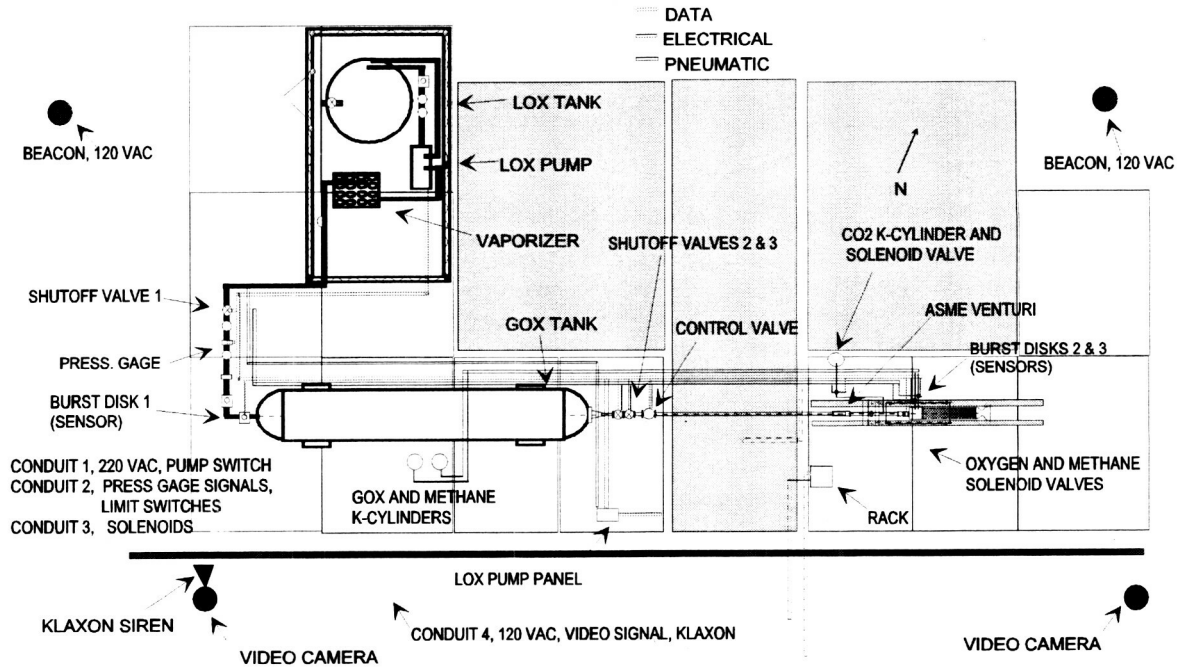 DATA
ELECTRICAL
PNEUMATIC
LOX TANK
BEACON, 120 VAC
BEACON, 120 VAC
LOX PUMP
N
VAPORIZER
SHUTOFF VALVES 2 & 3
CO2 K-CYLINDER AND
SOLENOID VALVE
SHUTOFF VALVE 1
ASME VENTURI
GOX TANK
CONTROL VALVE
PRESS. GAGE
BURST DISKS 2 & 3
(SENSORS)
BURST DISK 1
(SENSOR)
CONDUIT 1, 220 VAC, PUMP SWITCH
CONDUIT 2, PRESS GAGE SIGNALS,
LIMIT SWITCHES
CONDUIT 3, SOLENOIDS
GOX AND METHANE
K-CYLINDERS
OXYGEN AND METHANE
SOLENOID VALVES
RACK
LOX PUMP PANEL
KLAXON SIREN
CONDUIT 4, 120 VAC, VIDEO SIGNAL, KLAXON
VIDEO CAMERA
VIDEO CAMERA